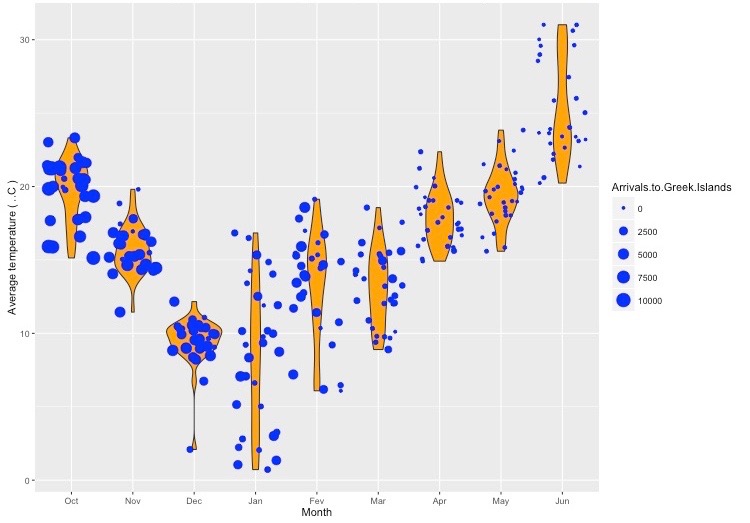 30
20
10
0
Average temperature (..C )
Oct Nov Dec Jan Fev Mar Apr May Jun
Month
Arrivals.to.Greek.Islands
0
2500
5000
7500
10000